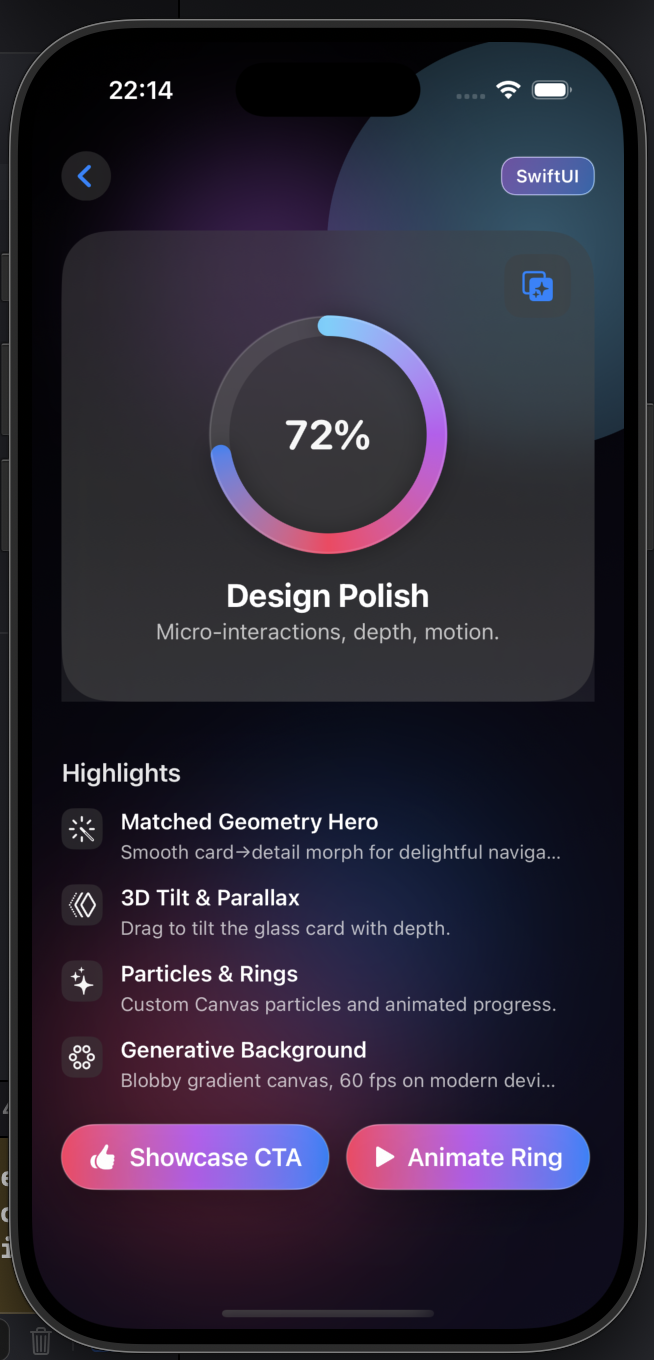 22:14
SwiftUI
72%
Design Polish
Micro-interactions, depth, motion.
Highlights
Matched Geometry Hero
Smooth card→detail morph for delightful naviga...
3D Tilt & Parallax
Drag to tilt the glass card with depth.
Particles & Rings
Custom Canvas particles and animated progress.
Generative Background
Blobby gradient canvas, 60 fps on modern devi...
Showcase CTA
Animate Ring